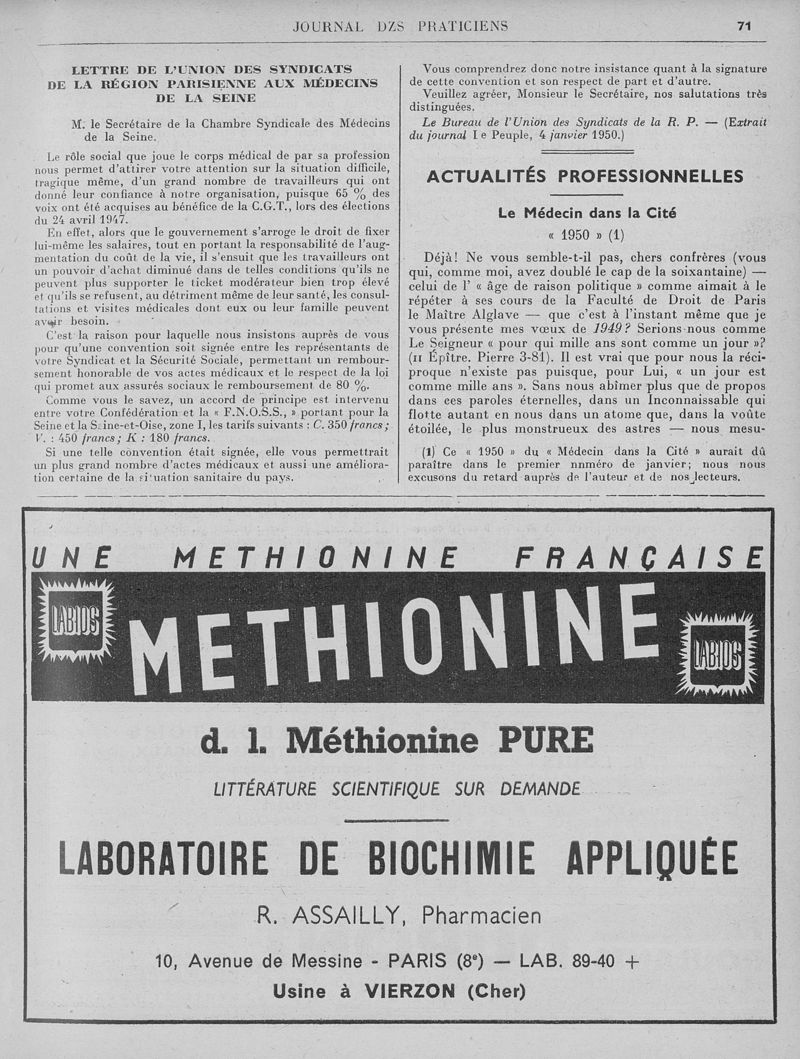 JOURNAL DZS PRATICIENS
71
LETTRE DE L'UNION DES SYNDICATS
DE LA RÉGION PARISIENNE AUX MÉDECINS
DE LA SEINE
M. le Secrétaire de la Chambre Syndicale des Médecins
de la Seine.
Le rôle social que joue le corps médical de par sa profession
nous permet d'attirer votre attention sur la situation difficile,
tragique même, d'un grand nombre de travailleurs qui ont
donné leur confiance à notre organisation, puisque 65 % des
voix ont été acquises au bénéfice de la C.G.T., lors des élections
du 24 avril 1947.
En effet, alors que le gouvernement s'arroge le droit de fixer
lui-même les salaires, tout en portant la responsabilité de l'aug-
mentation du coût de la vie, il s'ensuit que les travailleurs ont
un pouvoir d'achat diminué dans de telles conditions qu'ils ne
peuvent plus supporter le ticket modérateur bien trop élevé
et qu'ils se refusent, au détriment même de leur santé, les consul-
tations et visites médicales dont eux ou leur famille peuvent
avoir besoin.
C'est la raison pour laquelle nous insistons auprès de vous
pour qu'une convention soit signée entre les représentants de
votre Syndicat et la Sécurité Sociale, permettant un rembour-
sement honorable de vos actes médicaux et le respect de la loi
qui promet aux assurés sociaux le remboursement de 80 %.
Comme vous le savez, un accord de principe est intervenu
entre votre Confédération et la « F.N.O.S.S., » portant pour la
Seine et la Seine-et-Oise, zone I, les tarifs suivants : C. 350 francs ;
V. : 450 francs ; K : 180 francs.
Si une telle convention était signée, elle vous permettrait
un plus grand nombre d'actes médicaux et aussi une améliora-
tion certaine de la situation sanitaire du pays.
Vous comprendrez donc notre insistance quant à la signature
de cette convention et son respect de part et d'autre.
Veuillez agréer, Monsieur le Secrétaire, nos salutations très
distinguées.
Le Bureau de l'Union des Syndicats de la R. P. — (Extrait
du journal I e Peuple, 4 janvier 1950.)
ACTUALITÉS PROFESSIONNELLES
Le Médecin dans la Cité
« 1950 » (1)
Déjà! Ne vous semble-t-il pas, chers confrères (vous
qui, comme moi, avez doublé le cap de la soixantaine) —
celui de l' « âge de raison politique » comme aimait à le
répéter à ses cours de la Faculté de Droit de Paris
le Maître Alglave — que c'est à l'instant même que je
vous présente mes vœux de 1949 ? Serions-nous comme
Le Seigneur « pour qui mille ans sont comme un jour »?
(II Épître. Pierre 3-81). Il est vrai que pour nous la réci-
proque n'existe pas puisque, pour Lui, « un jour est
comme mille ans ». Sans nous abîmer plus que de propos
dans ces paroles éternelles, dans un Inconnaissable qui
flotte autant en nous dans un atome que, dans la voûte
étoilée, le plus monstrueux des astres — nous mesu-
(1) Ce « 1950 » du « Médecin dans la Cité » aurait dû
paraître dans le premier nnméro de janvier; nous nous
excusons du retard auprès de l'auteur et de nos lecteurs.
UNE METHIONINE FRANÇAISE
LABIOS
METHIONINE
LABIOS
d. l. Méthionine PURE
LITTÉRATURE SCIENTIFIQUE SUR DEMANDE
LABORATOIRE DE BIOCHIMIE APPLIQUÉE
R. ASSAILLY, Pharmacien
10, Avenue de Messine - PARIS (8e) — LAB. 89-40 +
Usine à VIERZON (Cher)